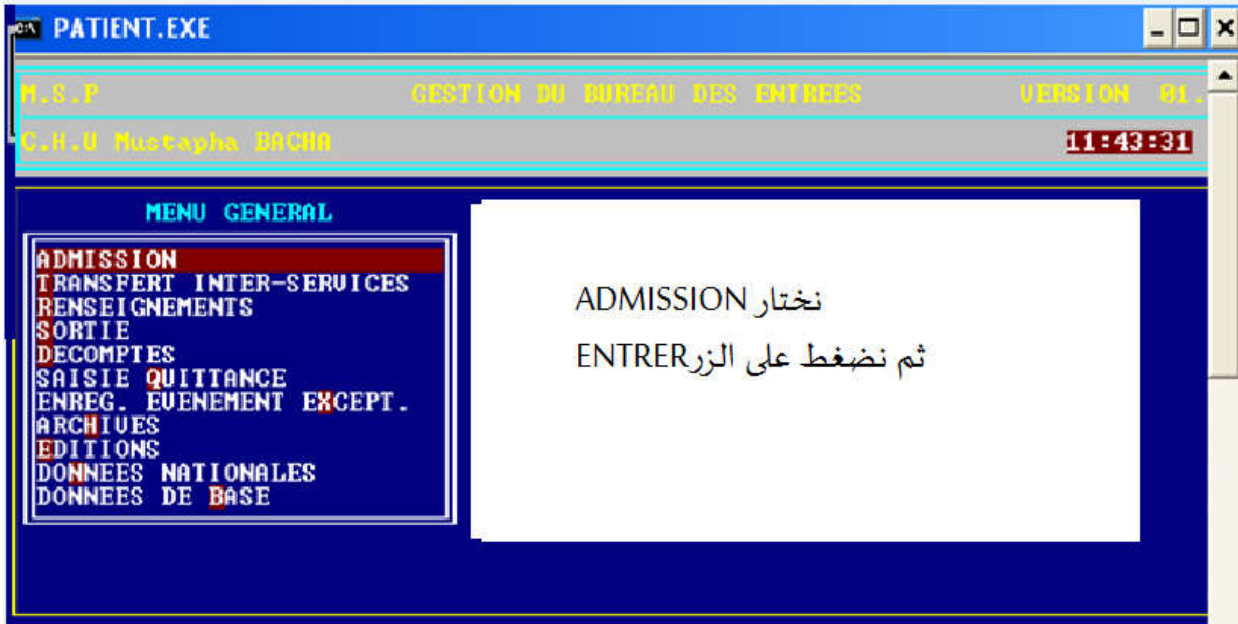 PATIENT.EXE
M.S.P GESTION DU BUREAU DES ENTREES VERSION 01.
C.H.U Mustapha BACHA 11:43:31
MENU GENERAL
ADMISSION
TRANSFERT INTER-SERVICES
RENSEIGNEMENTS
SORTIE
DECOMPTES
SAISIE QUITTANCE
ENREG. EVENEMENT EXCEPT.
ARCHIVES
EDITIONS
DONNEES NATIONALES
DONNEES DE BASE
نختار ADMISSION
ثم نضغط على الزر ENTRER